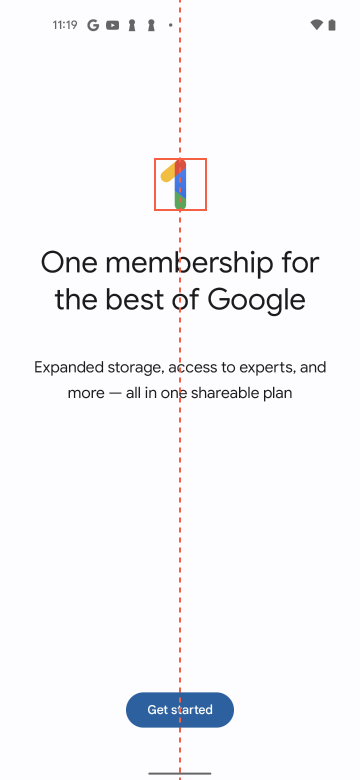 11:19
1
One membership for
the best of Google
Expanded storage, access to experts, and
more — all in one shareable plan
Get started